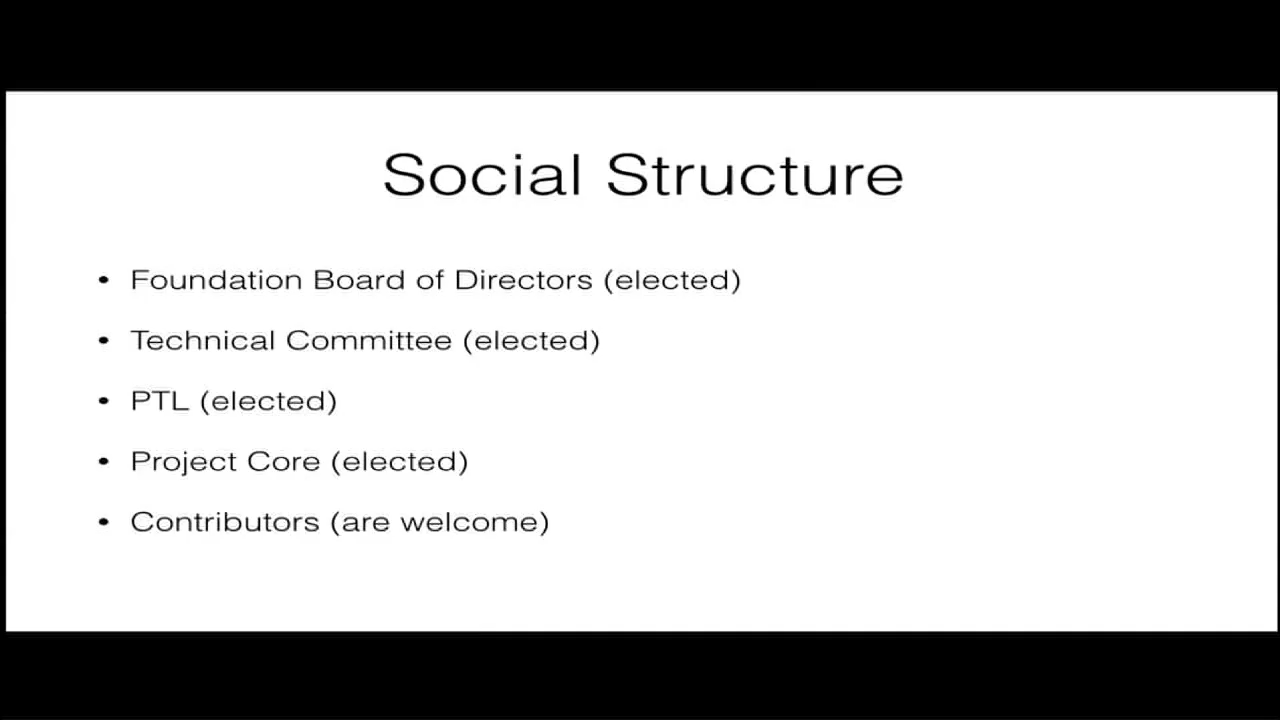 Social Structure
• Foundation Board of Directors (elected)
• Technical Committee (elected)
• PTL (elected)
• Project Core (elected)
• Contributors (are welcome)